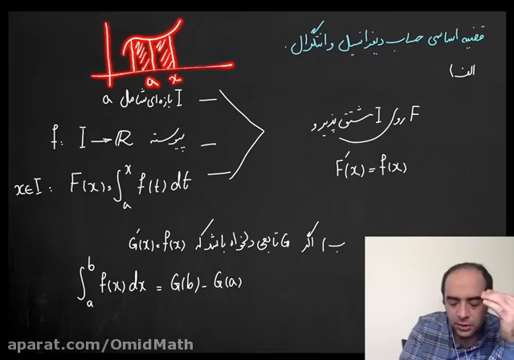 قضیه اساسی حساب دیفرانسیل و انتگرال.
الف)
a x
I بازه‌ای شامل a
f: I → ℝ پیوسته
x∈I: F(x) = ∫ₐˣ f(t) dt
F روی I مشتق پذیر و
F'(x) = f(x)
ب) اگر G تابعی دلخواه باشد که G'(x) = f(x)
∫ₐᵇ f(x) dx = G(b) - G(a)
aparat.com/OmidMath